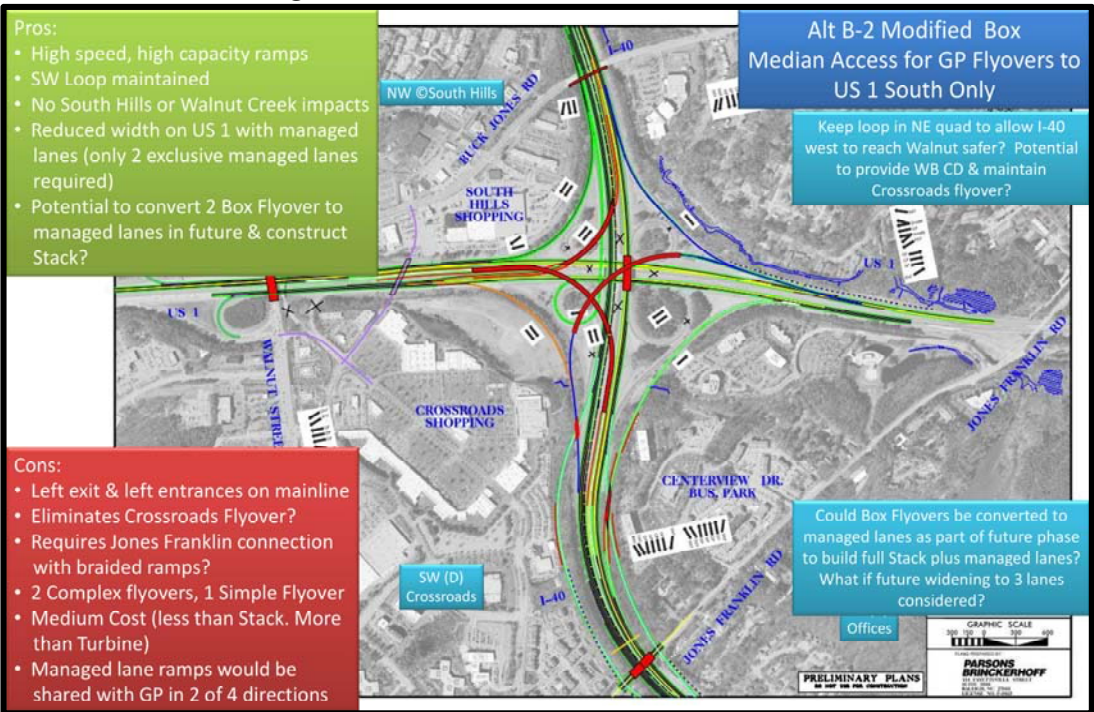 Pros:
• High speed, high capacity ramps
• SW Loop maintained
• No South Hills or Walnut Creek impacts
• Reduced width on US 1 with managed
lanes (only 2 exclusive managed lanes
required)
• Potential to convert 2 Box Flyover to
managed lanes in future & construct
Stack?
Alt B-2 Modified Box
Median Access for GP Flyovers to
US 1 South Only
Keep loop in NE quad to allow I-40
west to reach Walnut safer? Potential
to provide WB CD & maintain
Crossroads flyover?
I-40
NW ©South Hills
BUCK JONES RD
SOUTH
HILLS
SHOPPING
US 1
US 1
WALNUT STREE
CROSSROADS
SHOPPING
JONES FRANKLIN RD
CENTERVIEW DR.
BUS. PARK
Cons:
• Left exit & left entrances on mainline
• Eliminates Crossroads Flyover?
• Requires Jones Franklin connection
with braided ramps?
• 2 Complex flyovers, 1 Simple Flyover
• Medium Cost (less than Stack. More
than Turbine)
• Managed lane ramps would be
shared with GP in 2 of 4 directions
SW (D)
Crossroads
I-40
JONES FRANKLIN RD
Could Box Flyovers be converted to
managed lanes as part of future phase
to build full Stack plus managed lanes?
What if future widening to 3 lanes
considered?
Offices
GRAPHIC SCALE
PARSONS
BRINCKERHOFF
PRELIMINARY PLANS
DO NOT USE FOR CONSTRUCTION